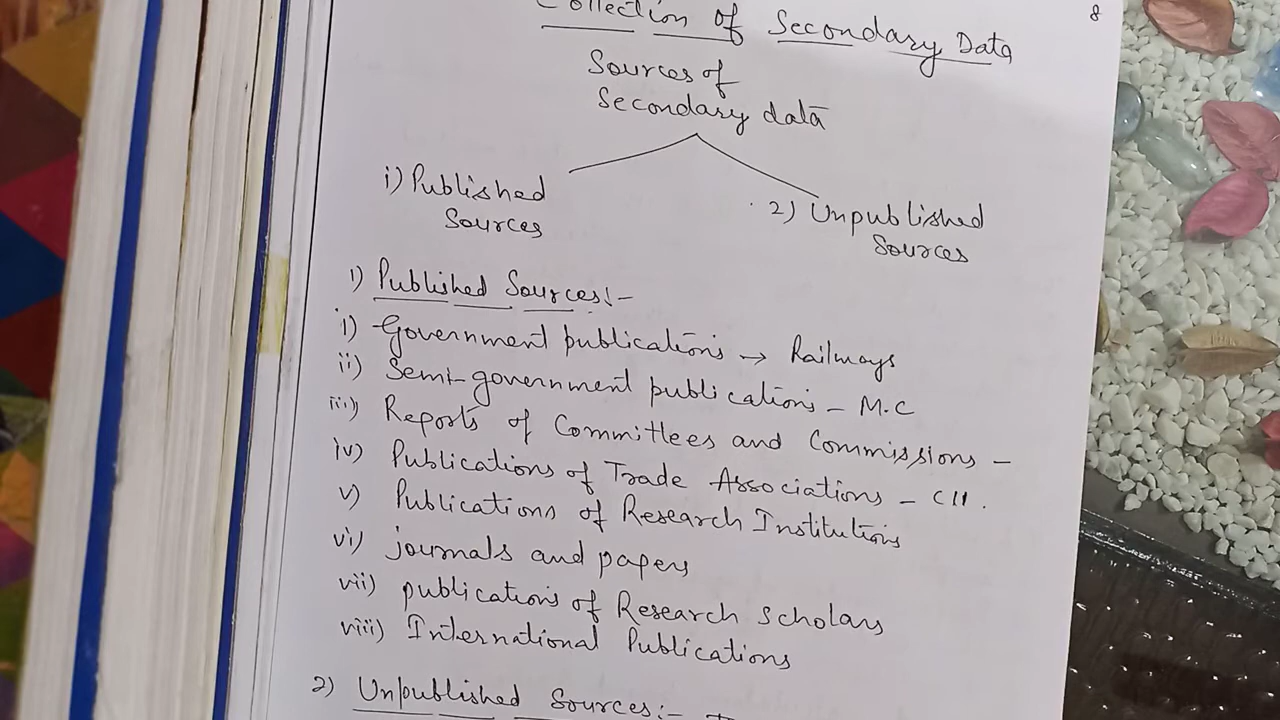 8
Collection of Secondary Data
Sources of
Secondary data
i) Published
Sources
2) Unpublished
Sources
1) Published Sources:-
i) Government publications → Railways
ii) Semi-government publications - M.C
iii) Reports of Committees and Commissions -
iv) Publications of Trade Associations - CII.
v) Publications of Research Institutions
vi) journals and papers
vii) publications of Research scholars
viii) International Publications
2) Unpublished Sources:-